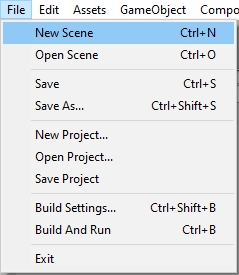 File Edit Assets GameObject Compo
New Scene Ctrl+N
Open Scene Ctrl+O
Save Ctrl+S
Save As... Ctrl+Shift+S
New Project...
Open Project...
Save Project
Build Settings... Ctrl+Shift+B
Build And Run Ctrl+B
Exit